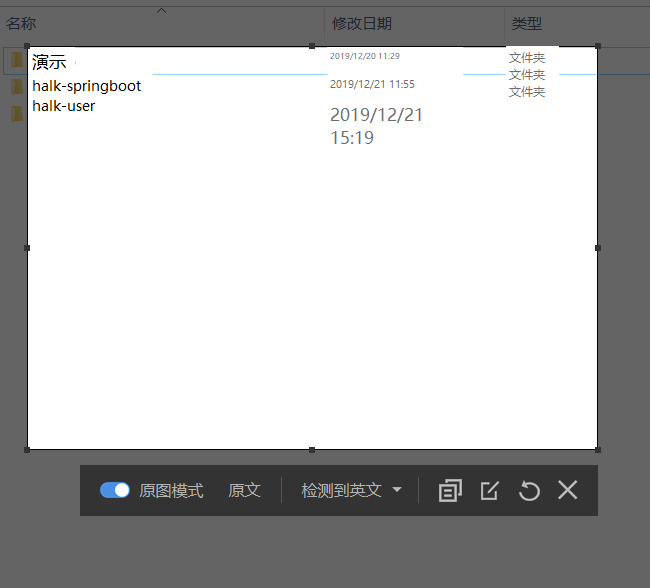 名称 修改日期 类型
演示 2019/12/20 11:29 文件夹
halk-springboot 2019/12/21 11:55 文件夹
halk-user 2019/12/21 文件夹
15:19
原图模式 原文 检测到英文